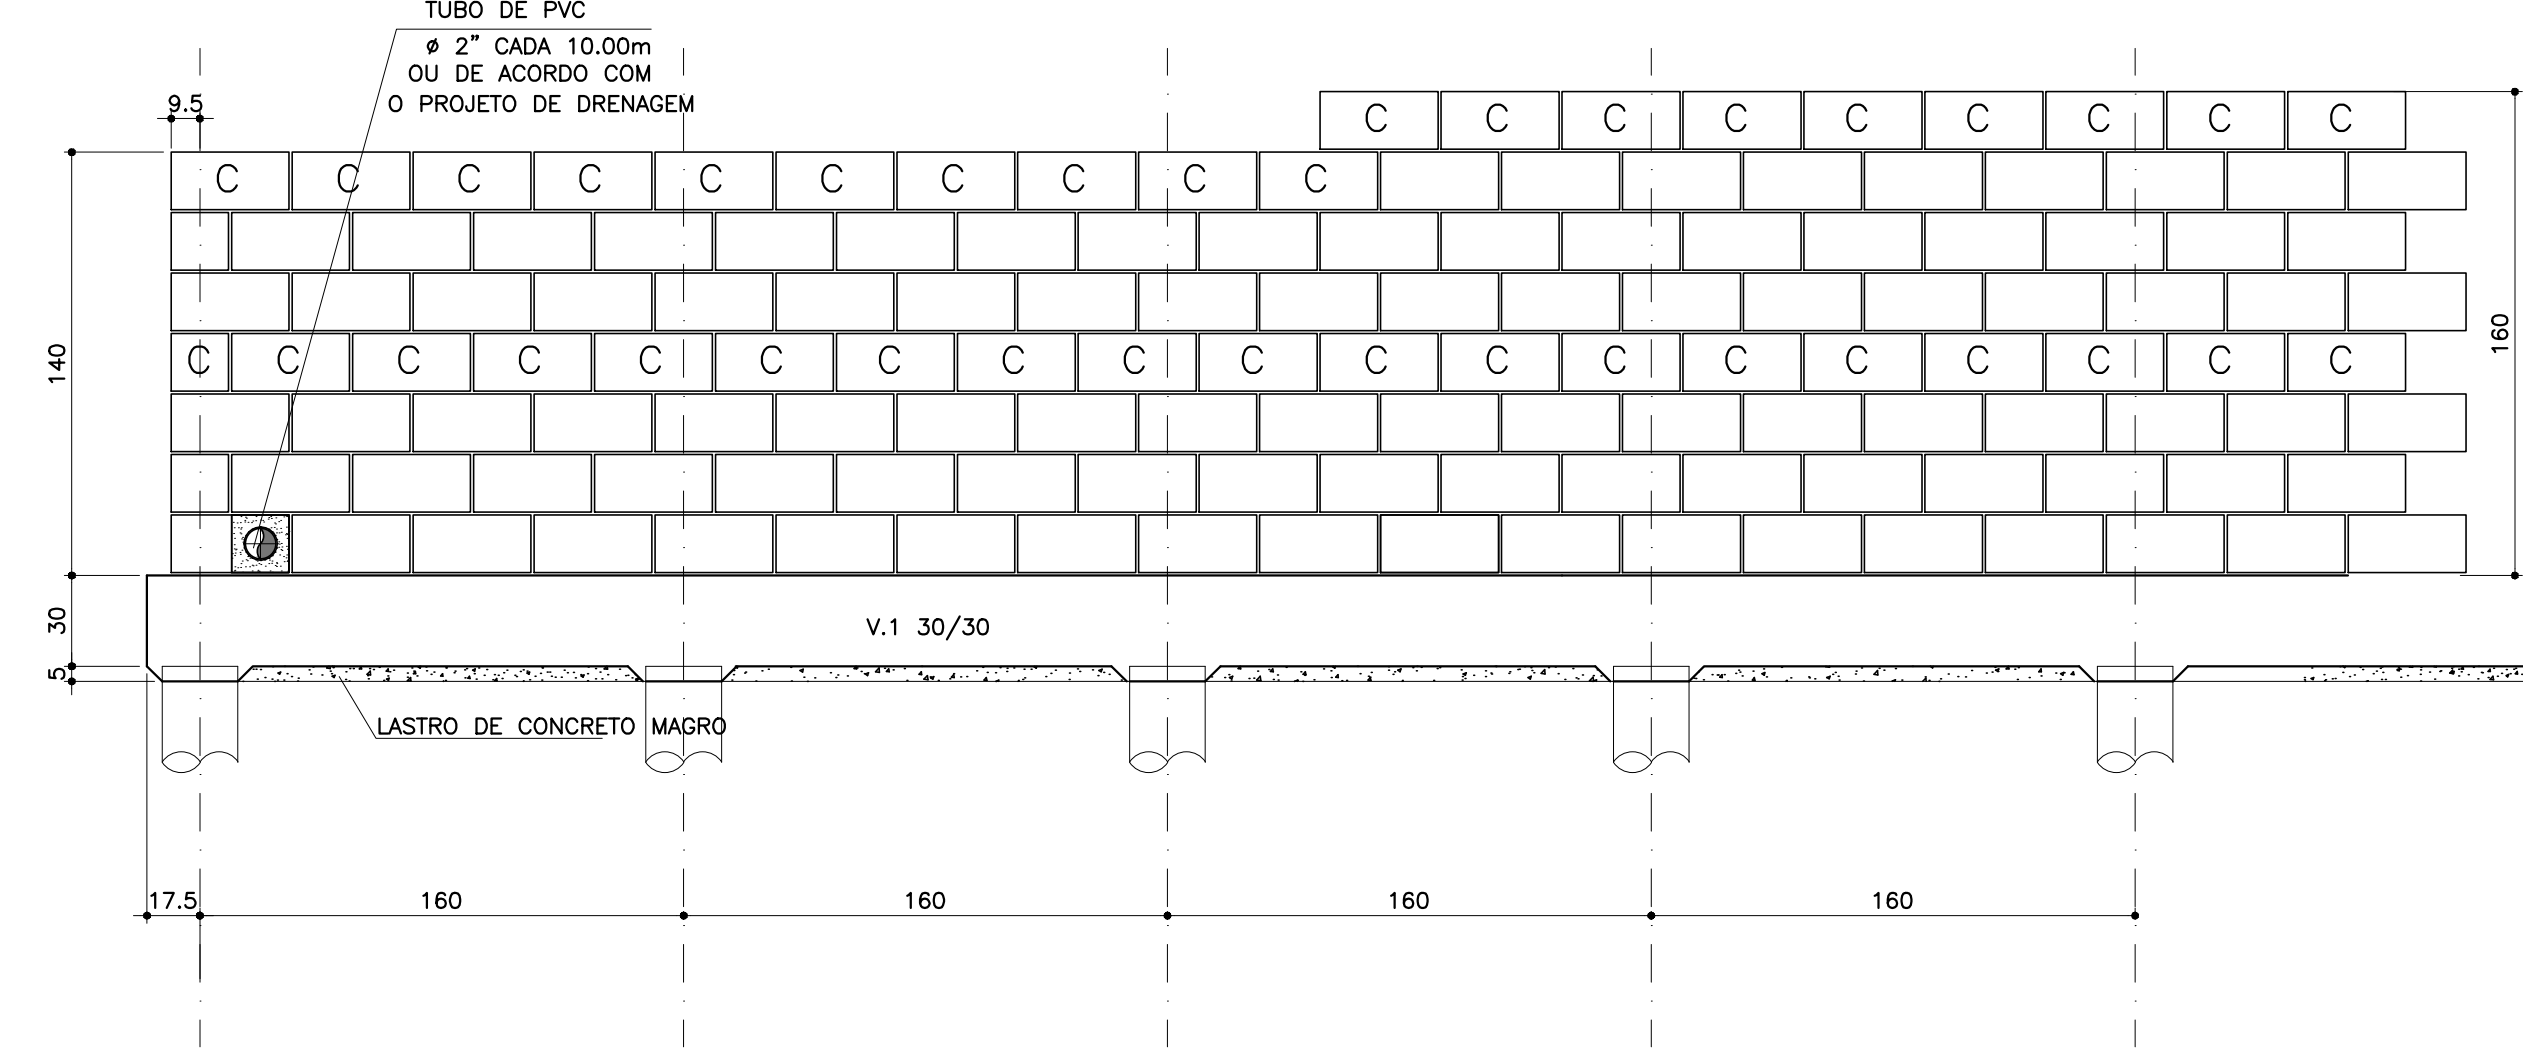 TUBO DE PVC
ø 2" CADA 10.00m
OU DE ACORDO COM
O PROJETO DE DRENAGEM
9.5
C C C C C C C C C
C C C C C C C C C C
C C C C C C C C C C C C C C C C C C C
140
160
30
V.1 30/30
5
LASTRO DE CONCRETO MAGRO
17.5 160 160 160 160